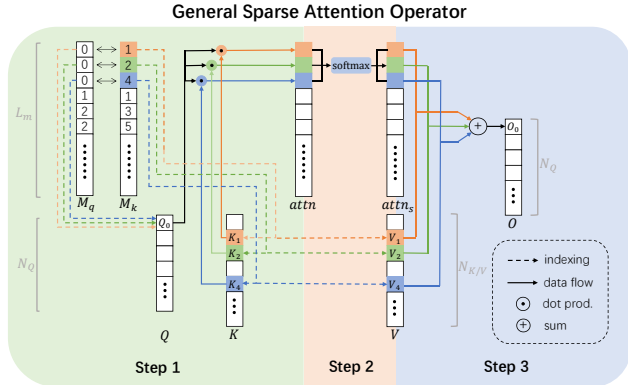 General Sparse Attention Operator
L_m
0 1
0 2
0 4
1 1
2 3
2 5
M_q M_k
softmax
attn
attn_s
O_0
N_Q
O
N_Q
Q_0
Q
K_1
K_2
K_4
K
V_1
V_2
V_4
V
N_{K/V}
indexing
data flow
dot prod.
sum
Step 1
Step 2
Step 3